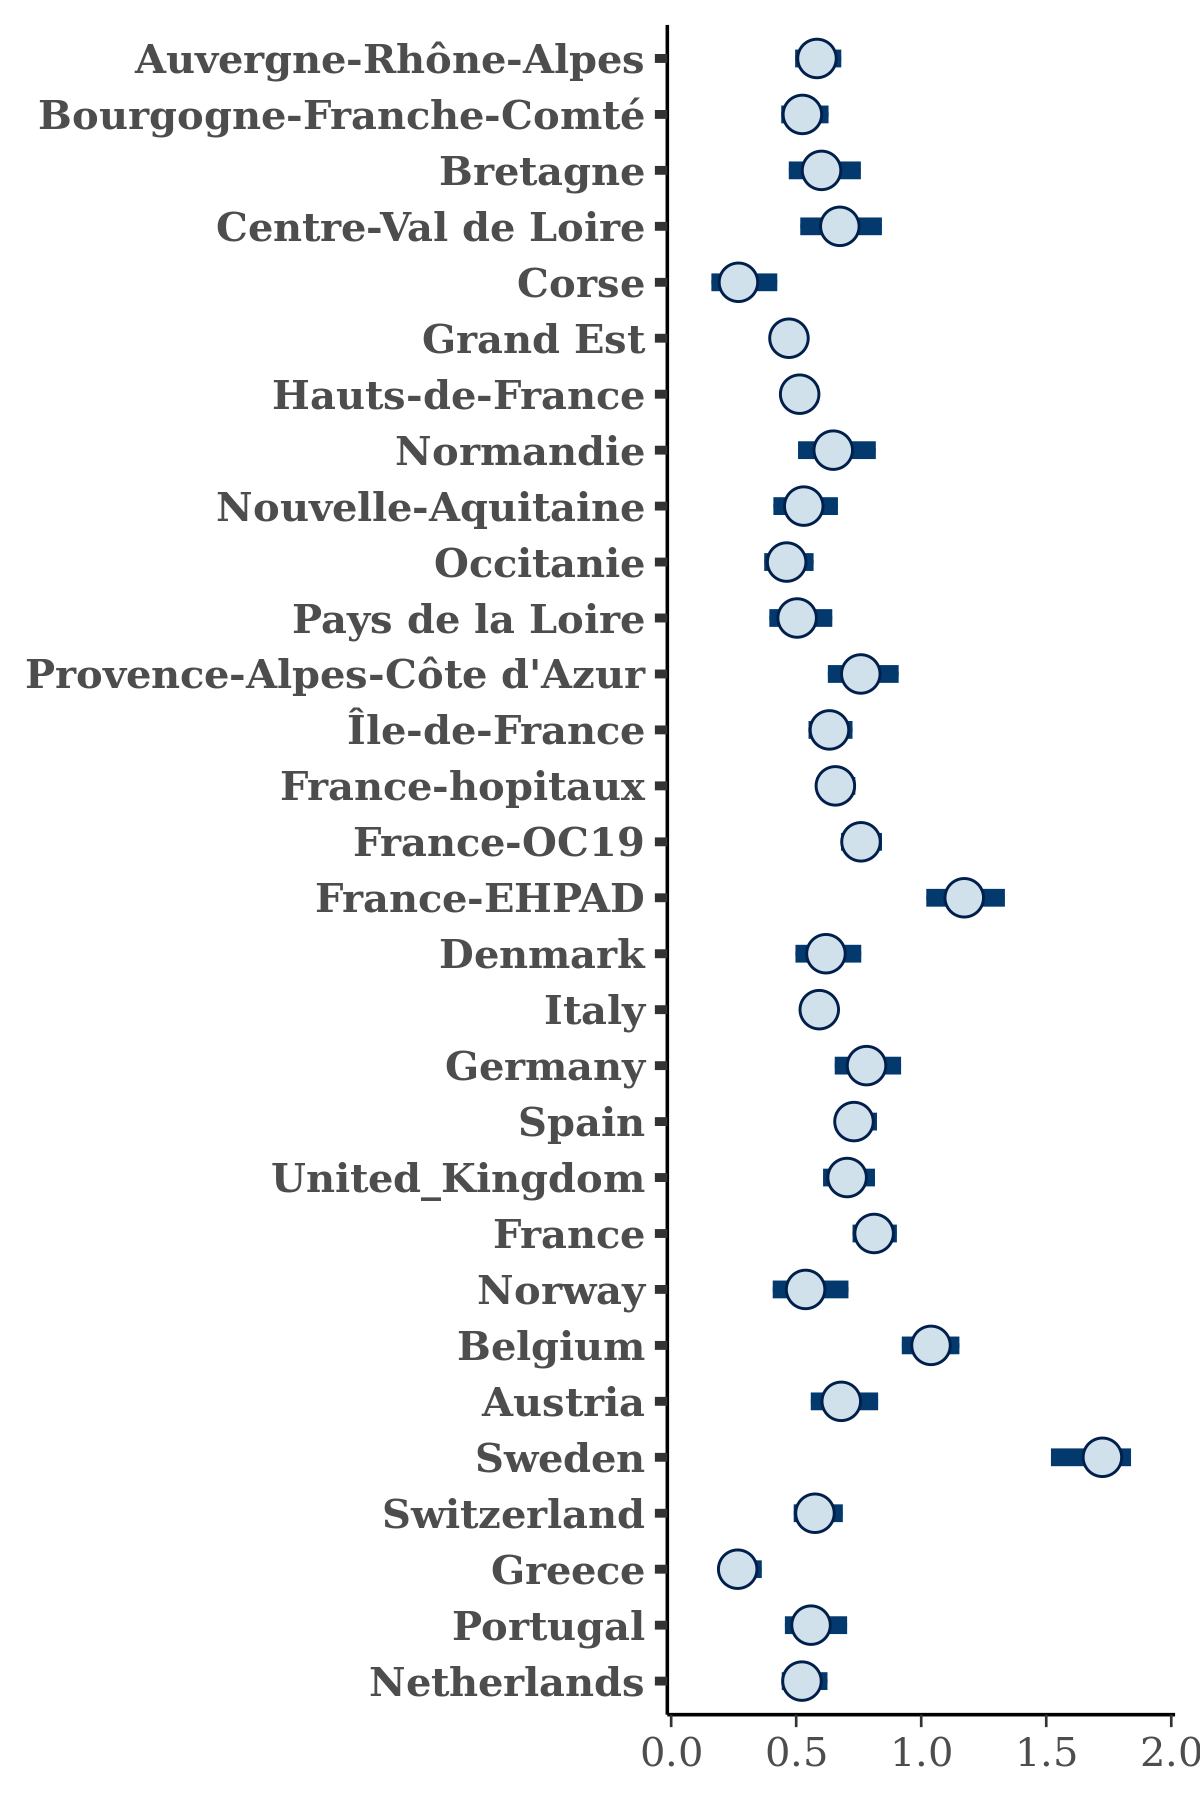 Auvergne-Rhône-Alpes
Bourgogne-Franche-Comté
Bretagne
Centre-Val de Loire
Corse
Grand Est
Hauts-de-France
Normandie
Nouvelle-Aquitaine
Occitanie
Pays de la Loire
Provence-Alpes-Côte d'Azur
Île-de-France
France-hopitaux
France-OC19
France-EHPAD
Denmark
Italy
Germany
Spain
United_Kingdom
France
Norway
Belgium
Austria
Sweden
Switzerland
Greece
Portugal
Netherlands
0.0 0.5 1.0 1.5 2.0